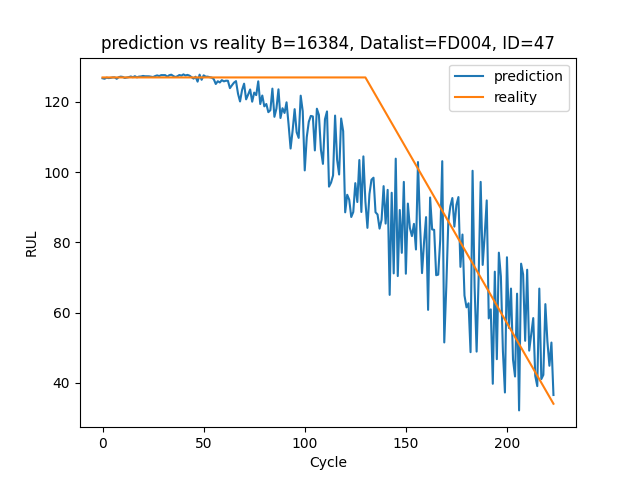 prediction vs reality B=16384, Datalist=FD004, ID=47
prediction
reality
120
100
80
60
40
RUL
0
50
100
150
200
Cycle